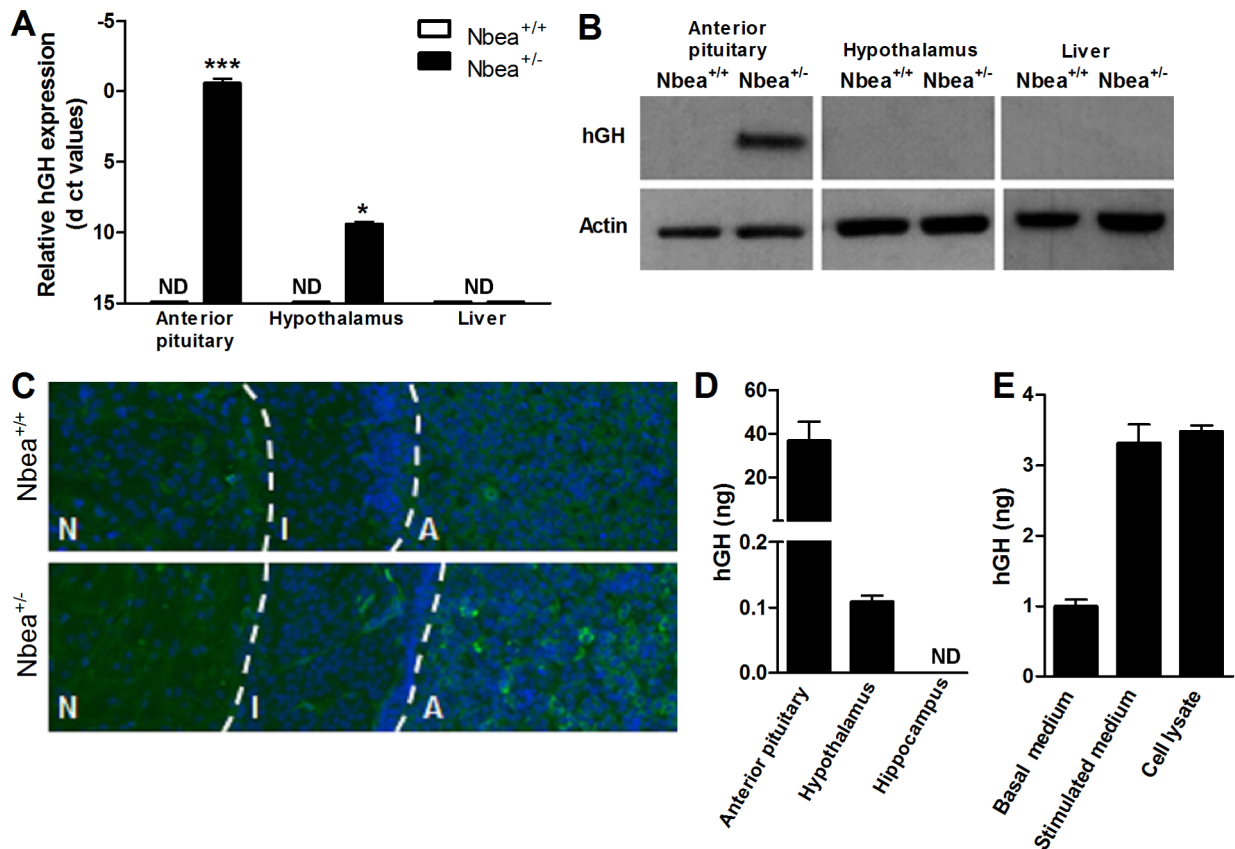 A
Relative hGH expression
(d ct values)
-5
0
5
10
15
***
*
ND
ND
ND
Anterior
pituitary
Hypothalamus
Liver
Nbea+/+
Nbea+/-
B
Anterior
pituitary
Hypothalamus
Liver
Nbea+/+ Nbea+/- Nbea+/+ Nbea+/- Nbea+/+ Nbea+/-
hGH
Actin
C
Nbea+/+
N I A
Nbea+/-
N I A
D
hGH (ng)
60
40
20
0.2
0.1
0.0
ND
Anterior pituitary
Hypothalamus
Hippocampus
E
hGH (ng)
4
3
2
1
0
Basal medium
Stimulated medium
Cell lysate